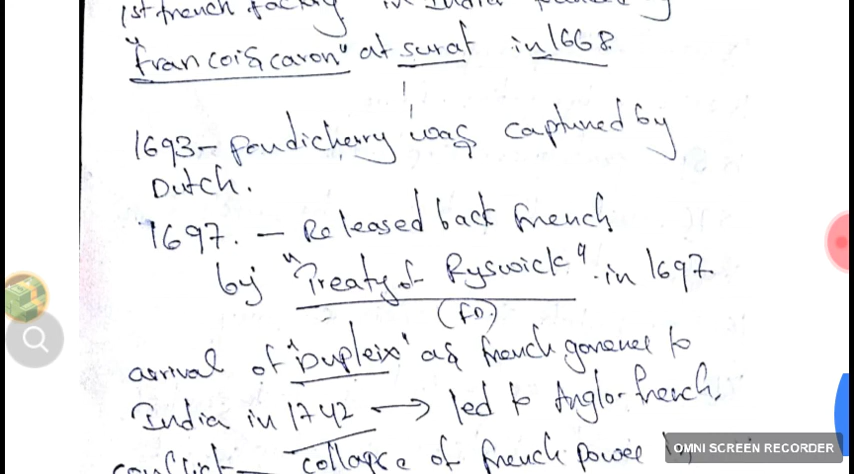 1st french factory in India founded by
"francois caron" at surat in 1668
1693 - Pondicherry was captured by
Dutch.
1697. - Released back french
by "Treaty of Ryswick". in 1697
(FD.)
arrival of "Dupleix" as french governer to
India in 1742 → led to Anglo-french,
conflict - collapse of french power
OMNI SCREEN RECORDER